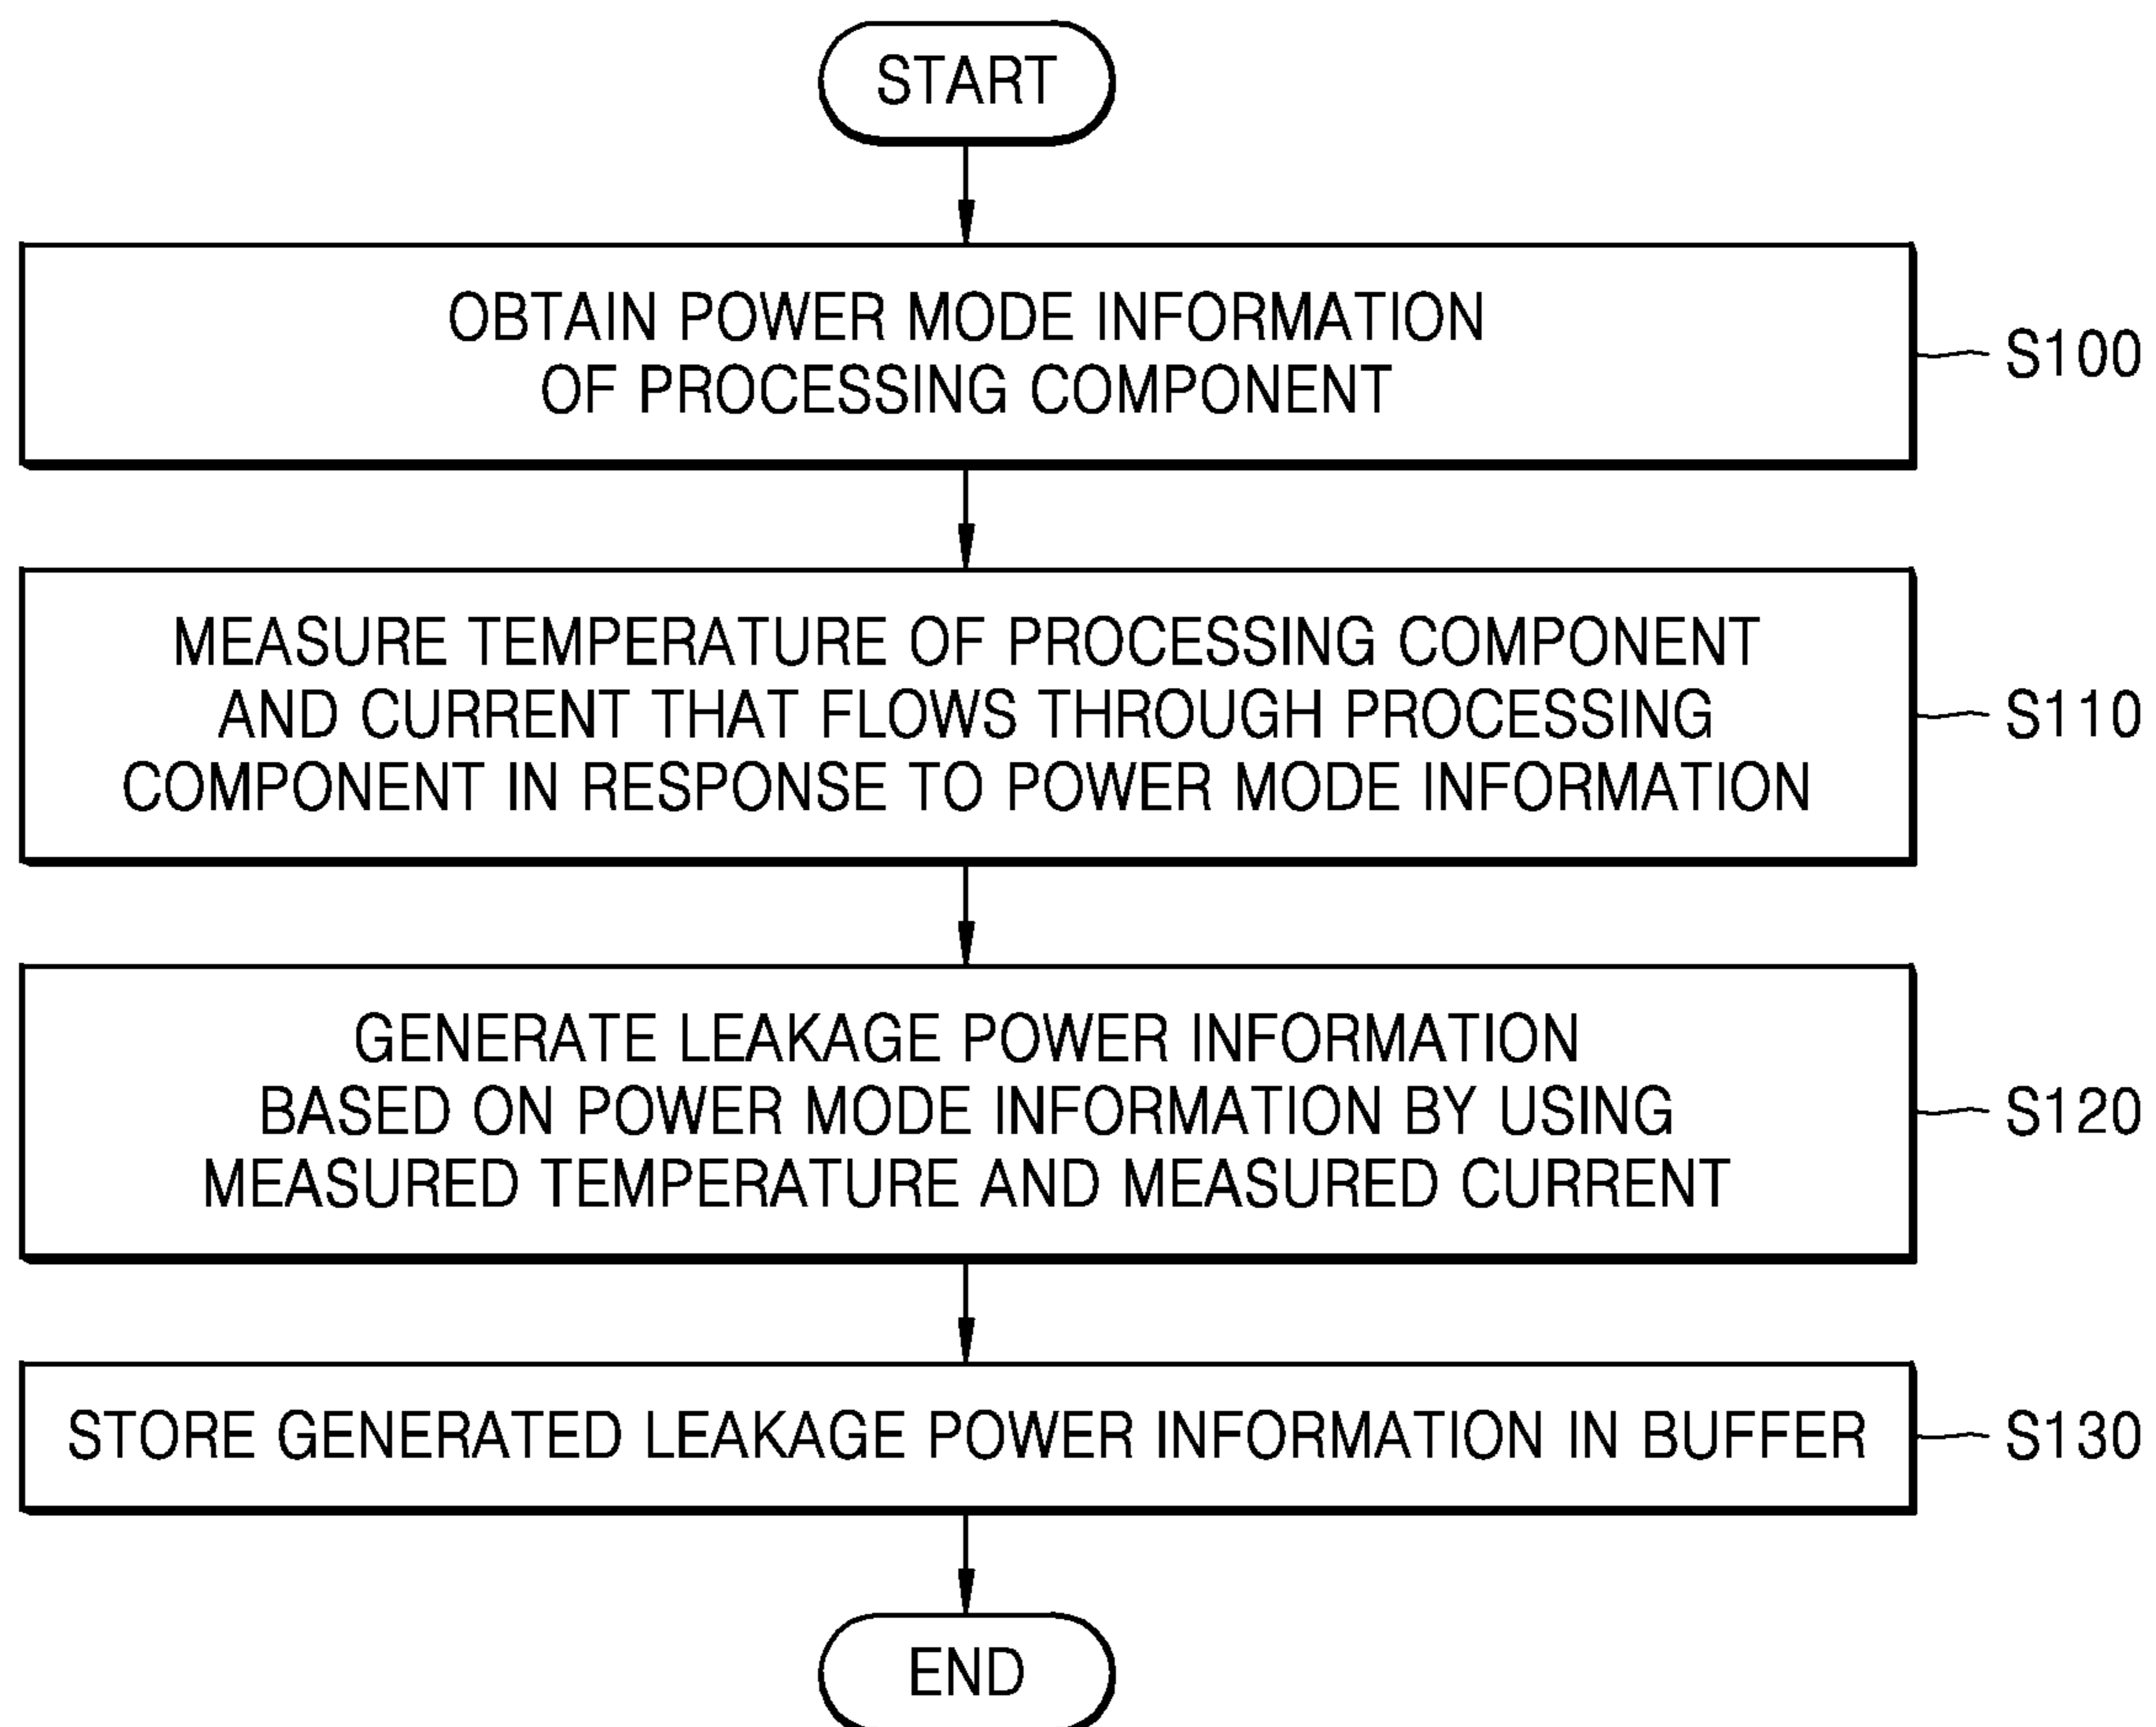 START
OBTAIN POWER MODE INFORMATION
OF PROCESSING COMPONENT
S100
MEASURE TEMPERATURE OF PROCESSING COMPONENT
AND CURRENT THAT FLOWS THROUGH PROCESSING
COMPONENT IN RESPONSE TO POWER MODE INFORMATION
S110
GENERATE LEAKAGE POWER INFORMATION
BASED ON POWER MODE INFORMATION BY USING
MEASURED TEMPERATURE AND MEASURED CURRENT
S120
STORE GENERATED LEAKAGE POWER INFORMATION IN BUFFER
S130
END